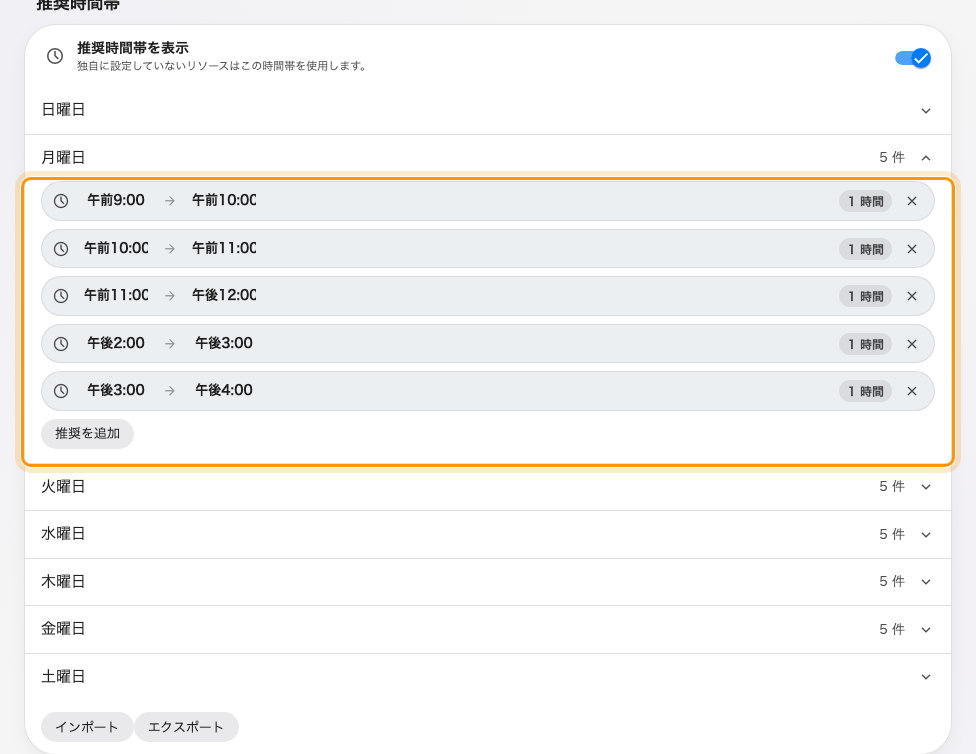 推奨時間帯
推奨時間帯を表示
独自に設定していないリソースはこの時間帯を使用します。
日曜日
月曜日 5 件
午前9:00 → 午前10:00 1 時間 ×
午前10:00 → 午前11:00 1 時間 ×
午前11:00 → 午後12:00 1 時間 ×
午後2:00 → 午後3:00 1 時間 ×
午後3:00 → 午後4:00 1 時間 ×
推奨を追加
火曜日 5 件
水曜日 5 件
木曜日 5 件
金曜日 5 件
土曜日
インポート エクスポート